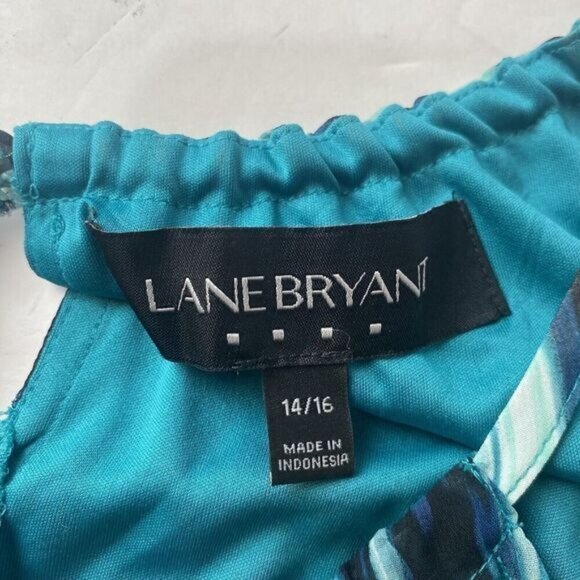 LANE BRYANT
14/16
MADE IN
INDONESIA